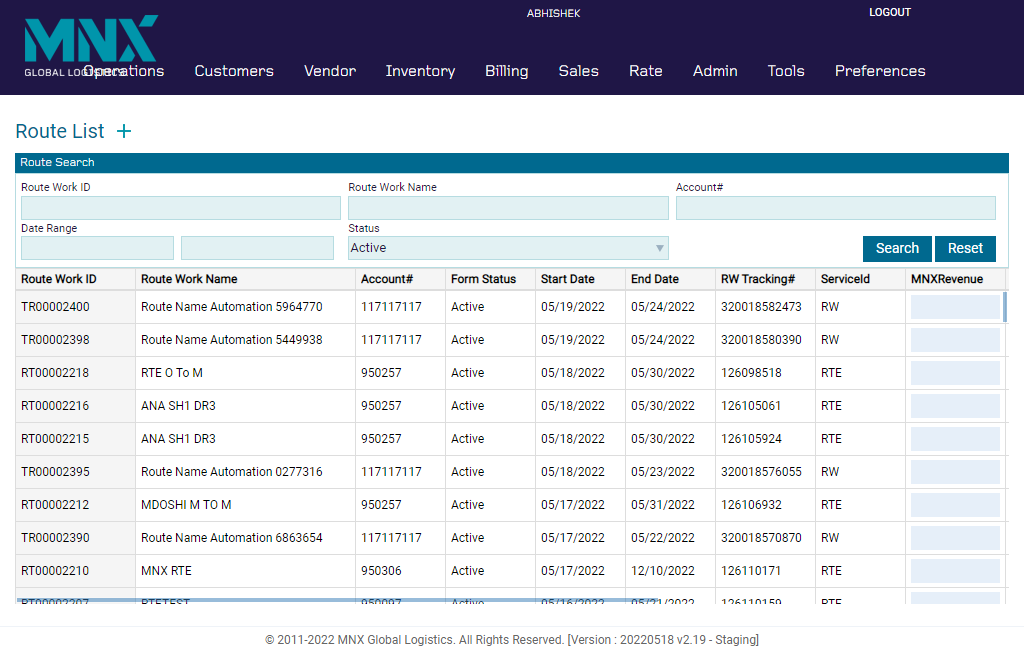 ABHISHEK
LOGOUT
MNX
GLOBAL LOGISTICS
Operations Customers Vendor Inventory Billing Sales Rate Admin Tools Preferences
Route List +
Route Search
Route Work ID Route Work Name Account#
Date Range Status
Active Search Reset
Route Work ID Route Work Name Account# Form Status Start Date End Date RW Tracking# ServiceId MNXRevenue
TR00002400 Route Name Automation 5964770 117117117 Active 05/19/2022 05/24/2022 320018582473 RW
TR00002398 Route Name Automation 5449938 117117117 Active 05/19/2022 05/24/2022 320018580390 RW
RT00002218 RTE O To M 950257 Active 05/18/2022 05/30/2022 126098518 RTE
RT00002216 ANA SH1 DR3 950257 Active 05/18/2022 05/30/2022 126105061 RTE
RT00002215 ANA SH1 DR3 950257 Active 05/18/2022 05/30/2022 126105924 RTE
TR00002395 Route Name Automation 0277316 117117117 Active 05/18/2022 05/23/2022 320018576055 RW
RT00002212 MDOSHI M TO M 950257 Active 05/17/2022 05/31/2022 126106932 RTE
TR00002390 Route Name Automation 6863654 117117117 Active 05/17/2022 05/22/2022 320018570870 RW
RT00002210 MNX RTE 950306 Active 05/17/2022 12/10/2022 126110171 RTE
RT00002207 RTETEST 950097 Active 05/16/2022 05/21/2022 126110159 RTE
© 2011-2022 MNX Global Logistics. All Rights Reserved. [Version : 20220518 v2.19 - Staging]